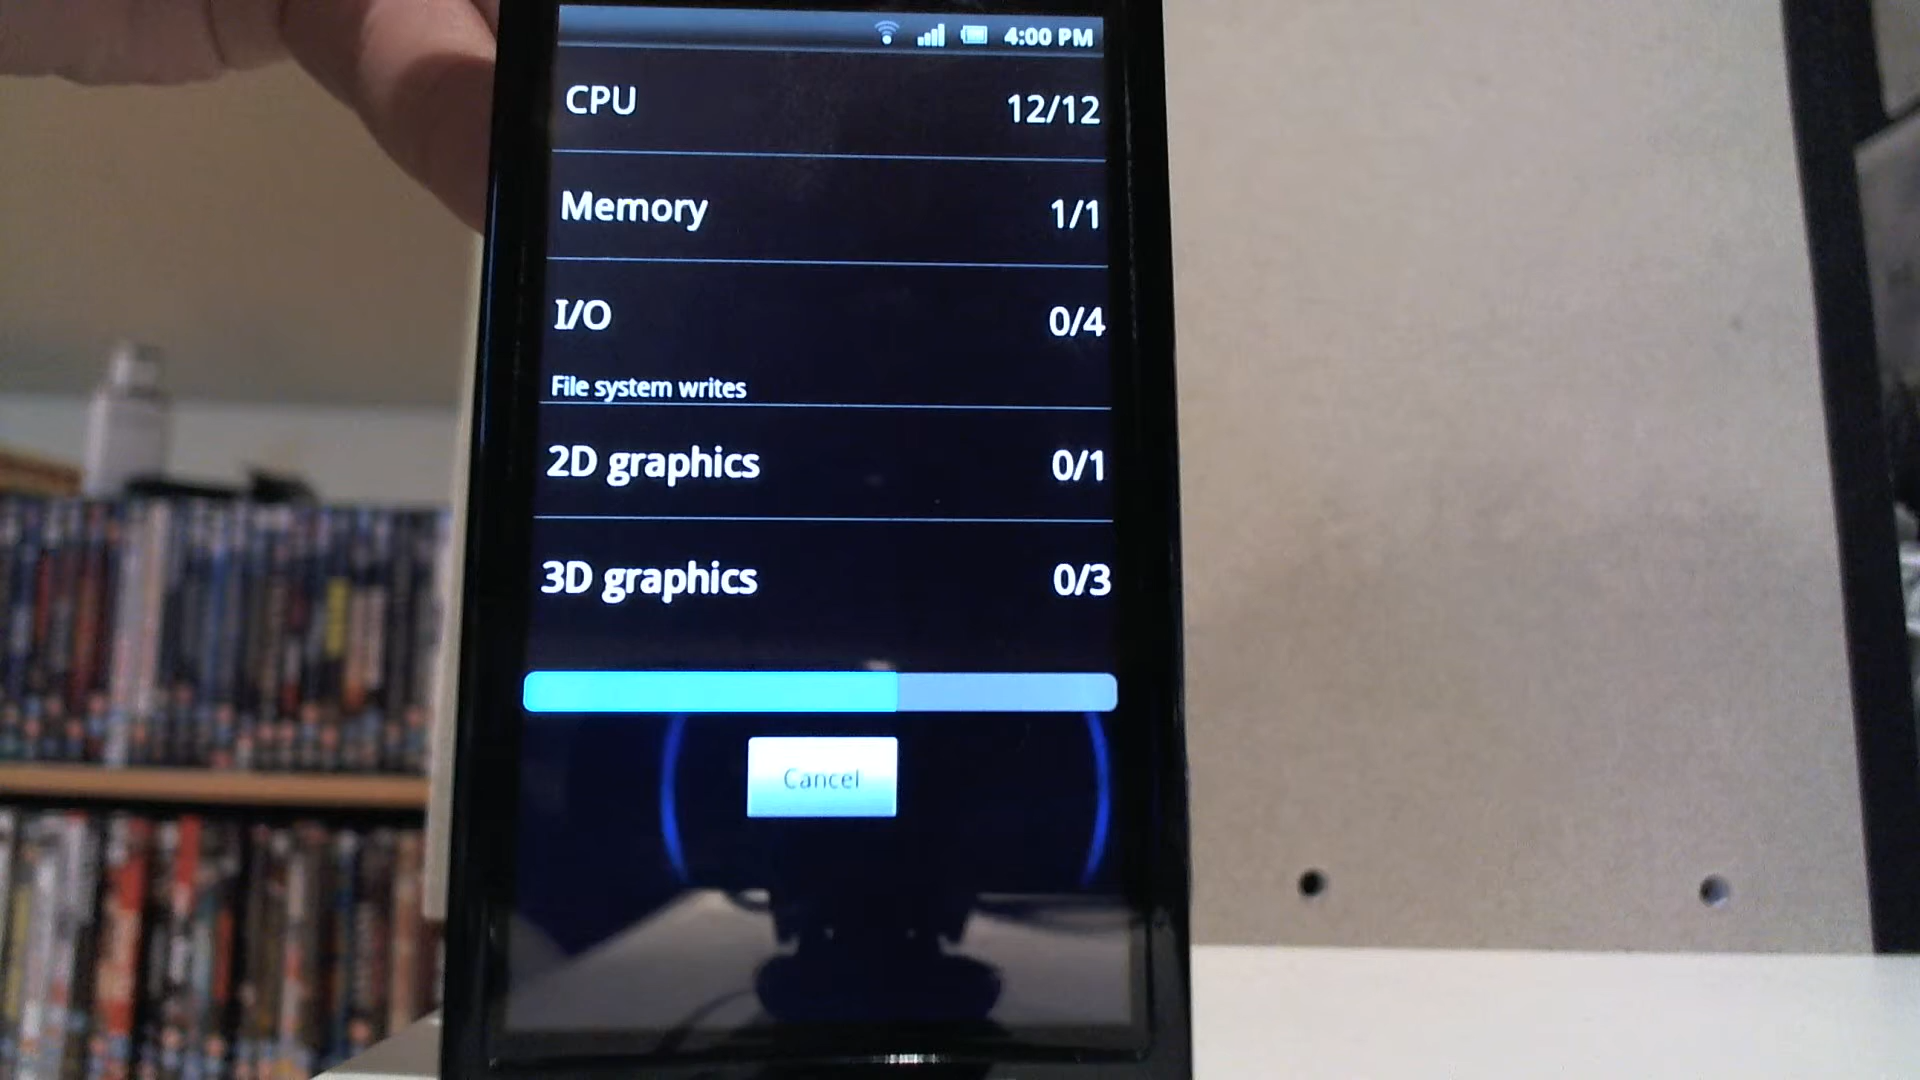 4:00 PM
CPU 12/12
Memory 1/1
I/O 0/4
File system writes
2D graphics 0/1
3D graphics 0/3
Cancel